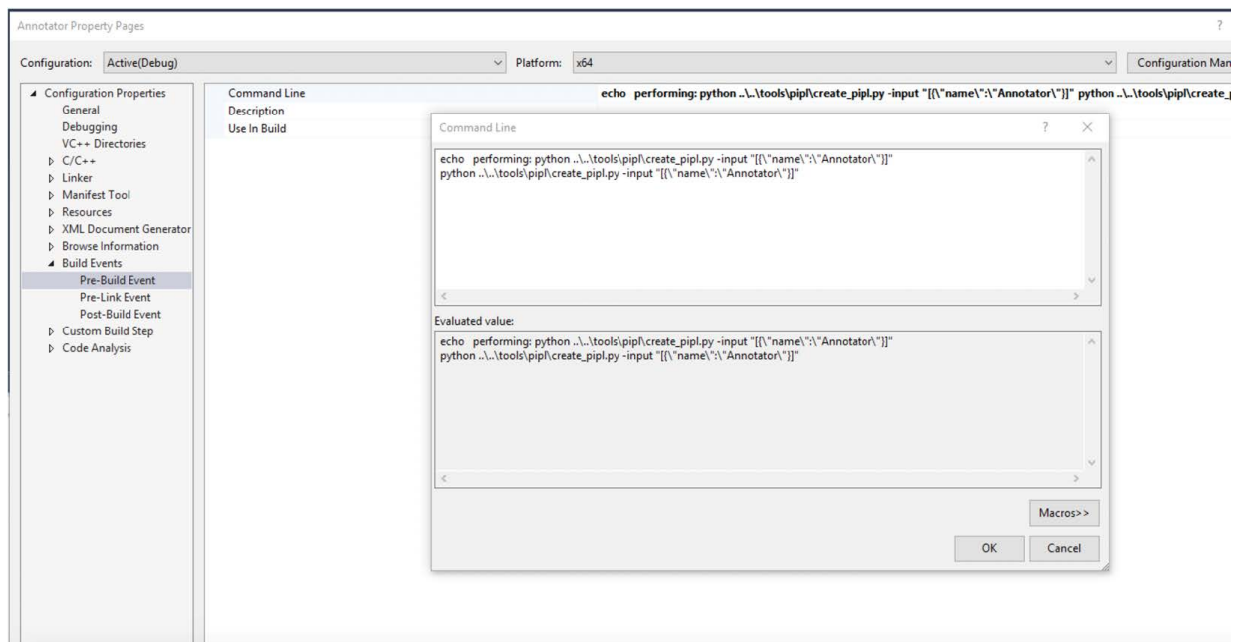 Annotator Property Pages
?
Configuration: Active(Debug) Platform: x64 Configuration Man
Configuration Properties
General
Debugging
VC++ Directories
C/C++
Linker
Manifest Tool
Resources
XML Document Generator
Browse Information
Build Events
Pre-Build Event
Pre-Link Event
Post-Build Event
Custom Build Step
Code Analysis
Command Line echo performing: python ..\..\tools\pipl\create_pipl.py -input "[{\"name\":\"Annotator\"}]" python ..\..\tools\pipl\create_
Description
Use In Build
Command Line ?
echo performing: python ..\..\tools\pipl\create_pipl.py -input "[{\"name\":\"Annotator\"}]"
python ..\..\tools\pipl\create_pipl.py -input "[{\"name\":\"Annotator\"}]"
Evaluated value:
echo performing: python ..\..\tools\pipl\create_pipl.py -input "[{\"name\":\"Annotator\"}]"
python ..\..\tools\pipl\create_pipl.py -input "[{\"name\":\"Annotator\"}]"
Macros>>
OK Cancel